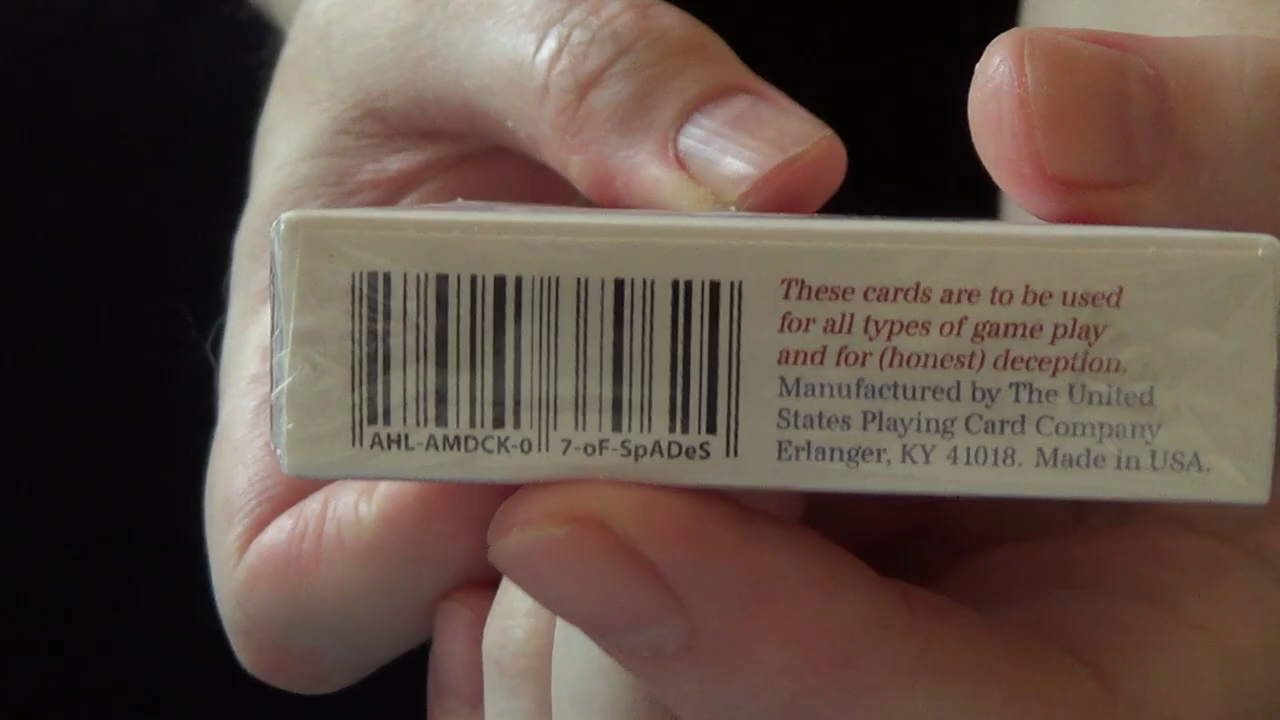 These cards are to be used
for all types of game play
and for (honest) deception.
Manufactured by The United
States Playing Card Company
Erlanger, KY 41018. Made in USA.
AHL-AMDCK-0 7-oF-SpADeS